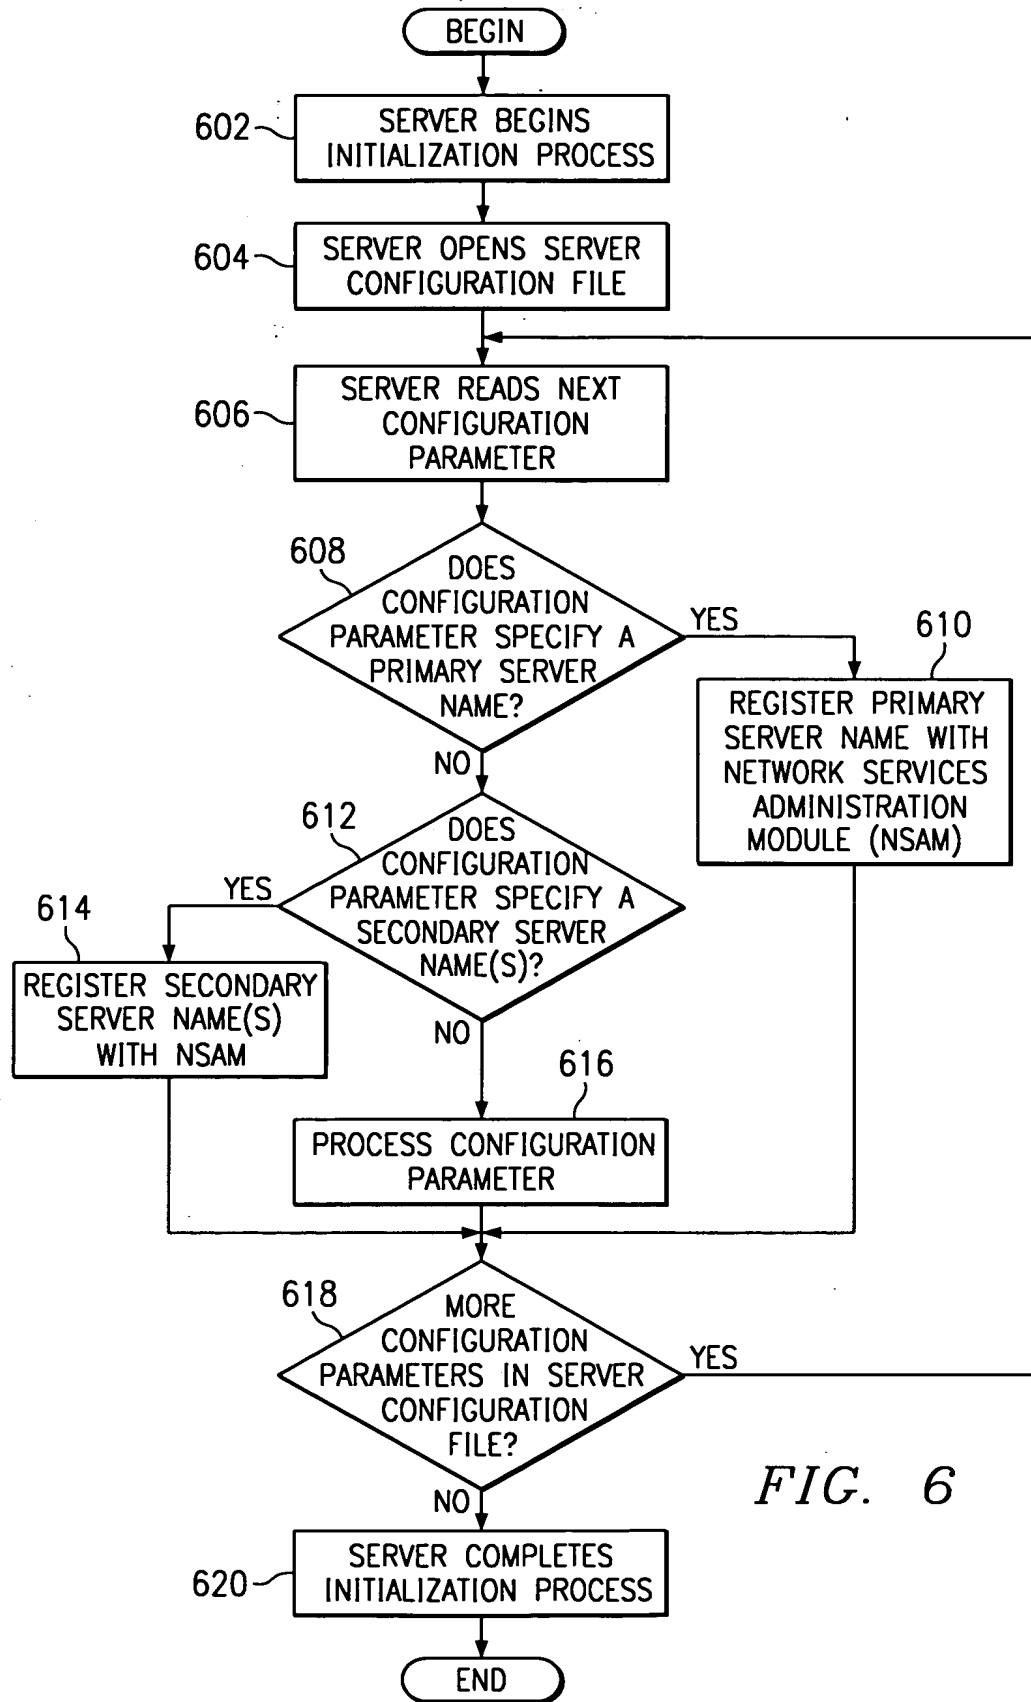 BEGIN
602
SERVER BEGINS
INITIALIZATION PROCESS
604
SERVER OPENS SERVER
CONFIGURATION FILE
606
SERVER READS NEXT
CONFIGURATION
PARAMETER
608
DOES
CONFIGURATION
PARAMETER SPECIFY A
PRIMARY SERVER
NAME?
YES
NO
610
REGISTER PRIMARY
SERVER NAME WITH
NETWORK SERVICES
ADMINISTRATION
MODULE (NSAM)
612
DOES
CONFIGURATION
PARAMETER SPECIFY A
SECONDARY SERVER
NAME(S)?
YES
NO
614
REGISTER SECONDARY
SERVER NAME(S)
WITH NSAM
616
PROCESS CONFIGURATION
PARAMETER
618
MORE
CONFIGURATION
PARAMETERS IN SERVER
CONFIGURATION
FILE?
YES
NO
FIG. 6
620
SERVER COMPLETES
INITIALIZATION PROCESS
END